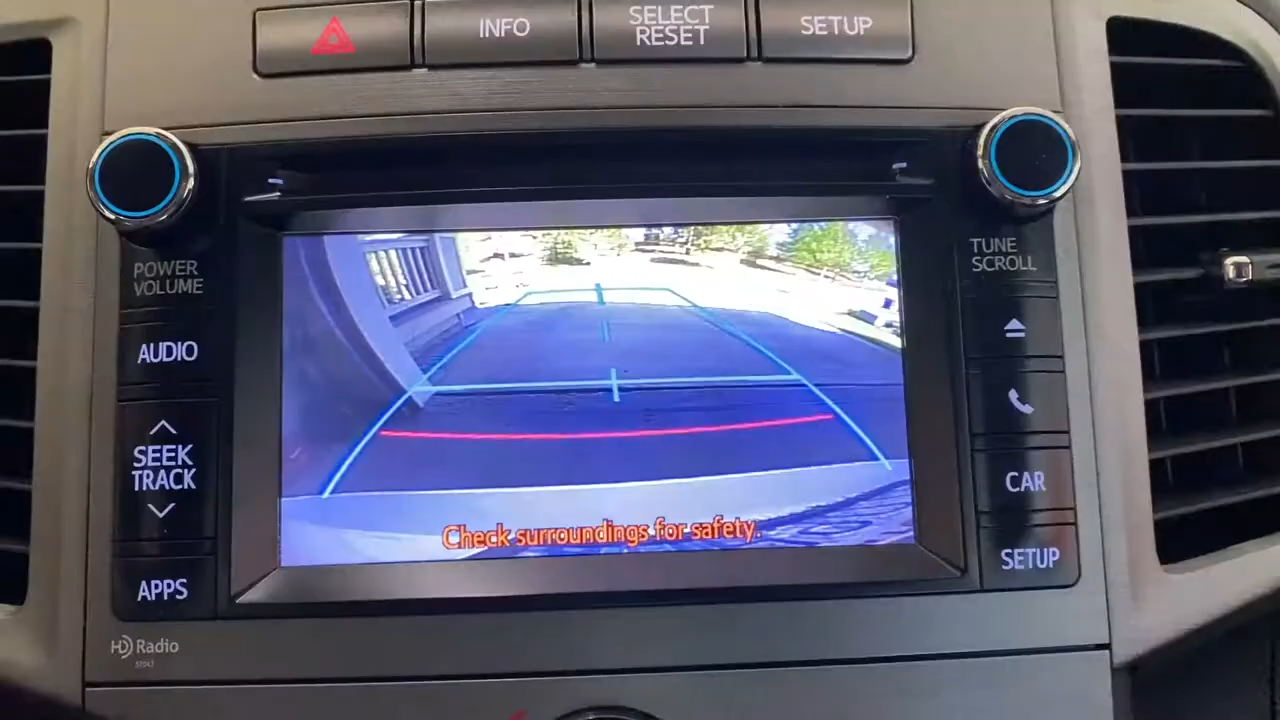 INFO
SELECT
RESET
SETUP
POWER
VOLUME
AUDIO
SEEK
TRACK
APPS
HD Radio
TUNE
SCROLL
CAR
SETUP
Check surroundings for safety.